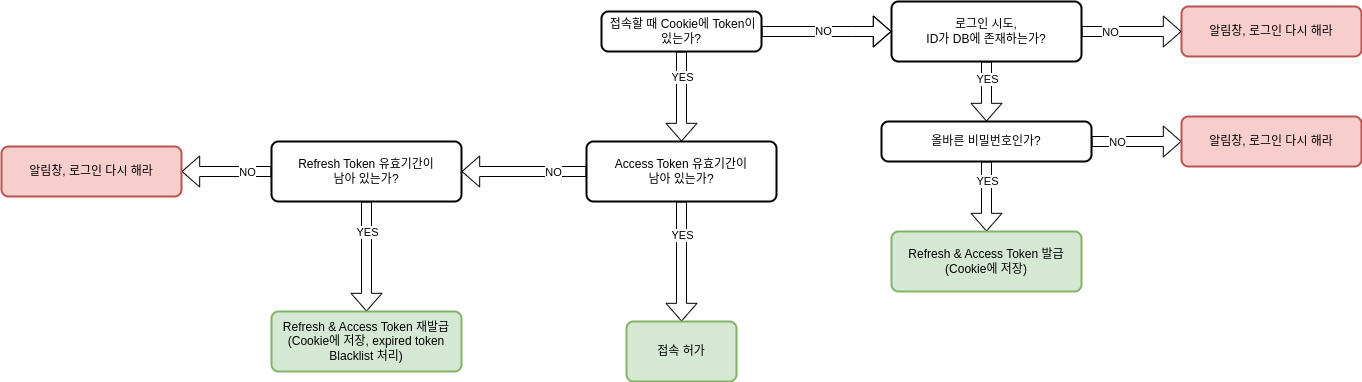 접속할 때 Cookie에 Token이
있는가?
NO
로그인 시도,
ID가 DB에 존재하는가?
NO
알림창, 로그인 다시 해라
YES
YES
올바른 비밀번호인가?
NO
알림창, 로그인 다시 해라
알림창, 로그인 다시 해라
NO
Refresh Token 유효기간이
남아 있는가?
NO
Access Token 유효기간이
남아 있는가?
YES
YES
YES
Refresh & Access Token 발급
(Cookie에 저장)
Refresh & Access Token 재발급
(Cookie에 저장, expired token
Blacklist 처리)
접속 허가